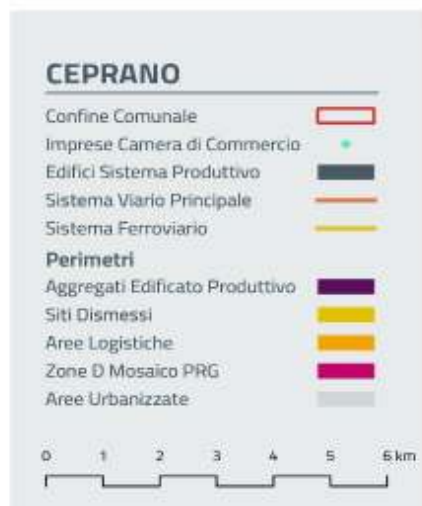 CEPRANO
Confine Comunale
Imprese Camera di Commercio
Edifici Sistema Produttivo
Sistema Viario Principale
Sistema Ferroviario
Perimetri
Aggregati Edificato Produttivo
Siti Dismessi
Aree Logistiche
Zone D Mosaico PRG
Aree Urbanizzate
0 1 2 3 4 5 6 km